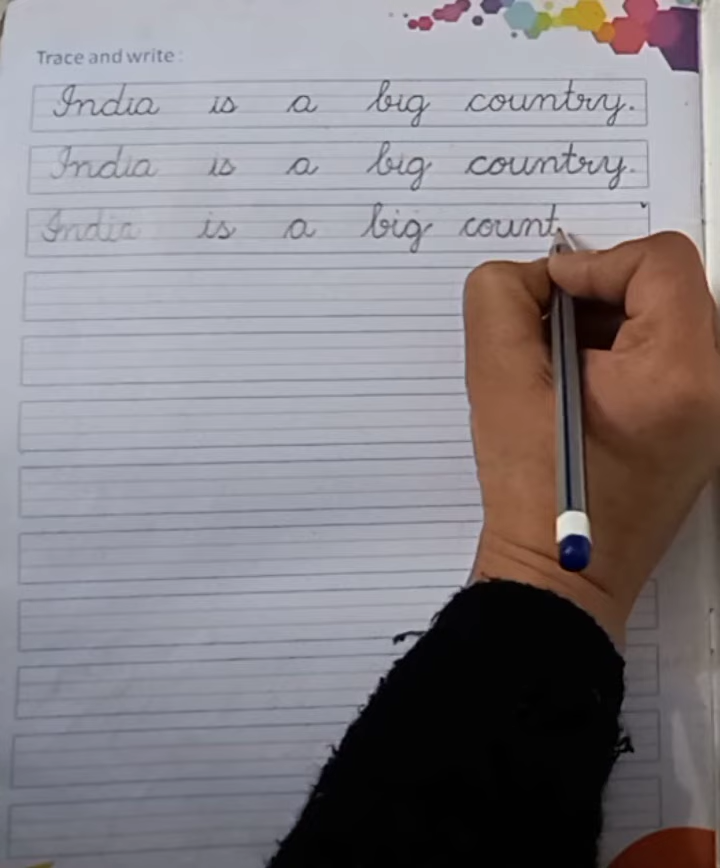 Trace and write :
India is a big country.
India is a big country.
India is a big count